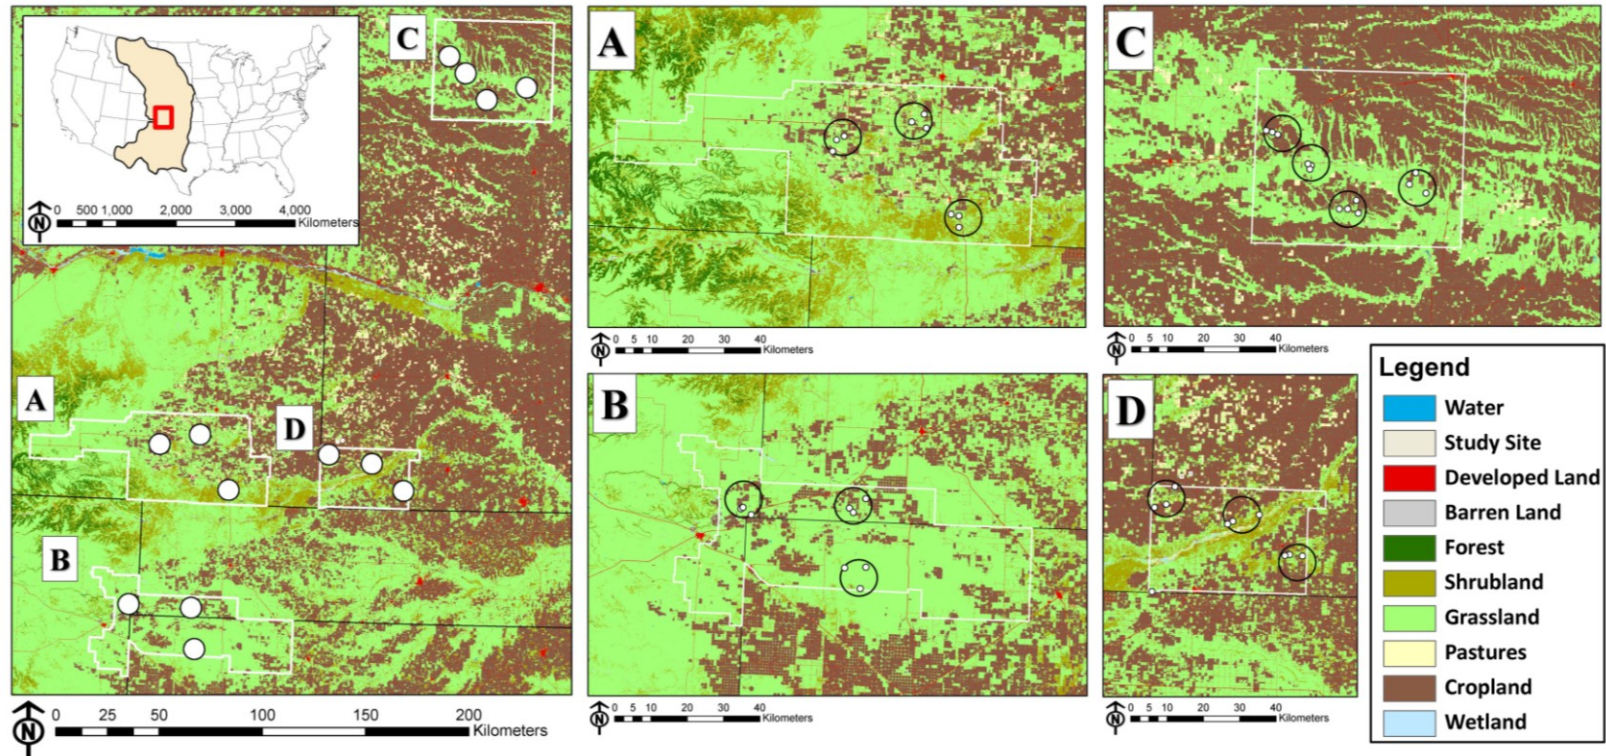 C
N
0 500 1,000 2,000 3,000 4,000
Kilometers
A
D
B
N
0 25 50 100 150 200
Kilometers
A
N
0 5 10 20 30 40
Kilometers
C
N
0 5 10 20 30 40
Kilometers
B
N
0 5 10 20 30 40
Kilometers
D
N
0 5 10 20 30 40
Kilometers
Legend
Water
Study Site
Developed Land
Barren Land
Forest
Shrubland
Grassland
Pastures
Cropland
Wetland